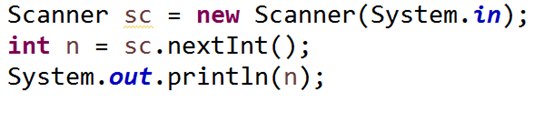 Scanner sc = new Scanner(System.in);
int n = sc.nextInt();
System.out.println(n);